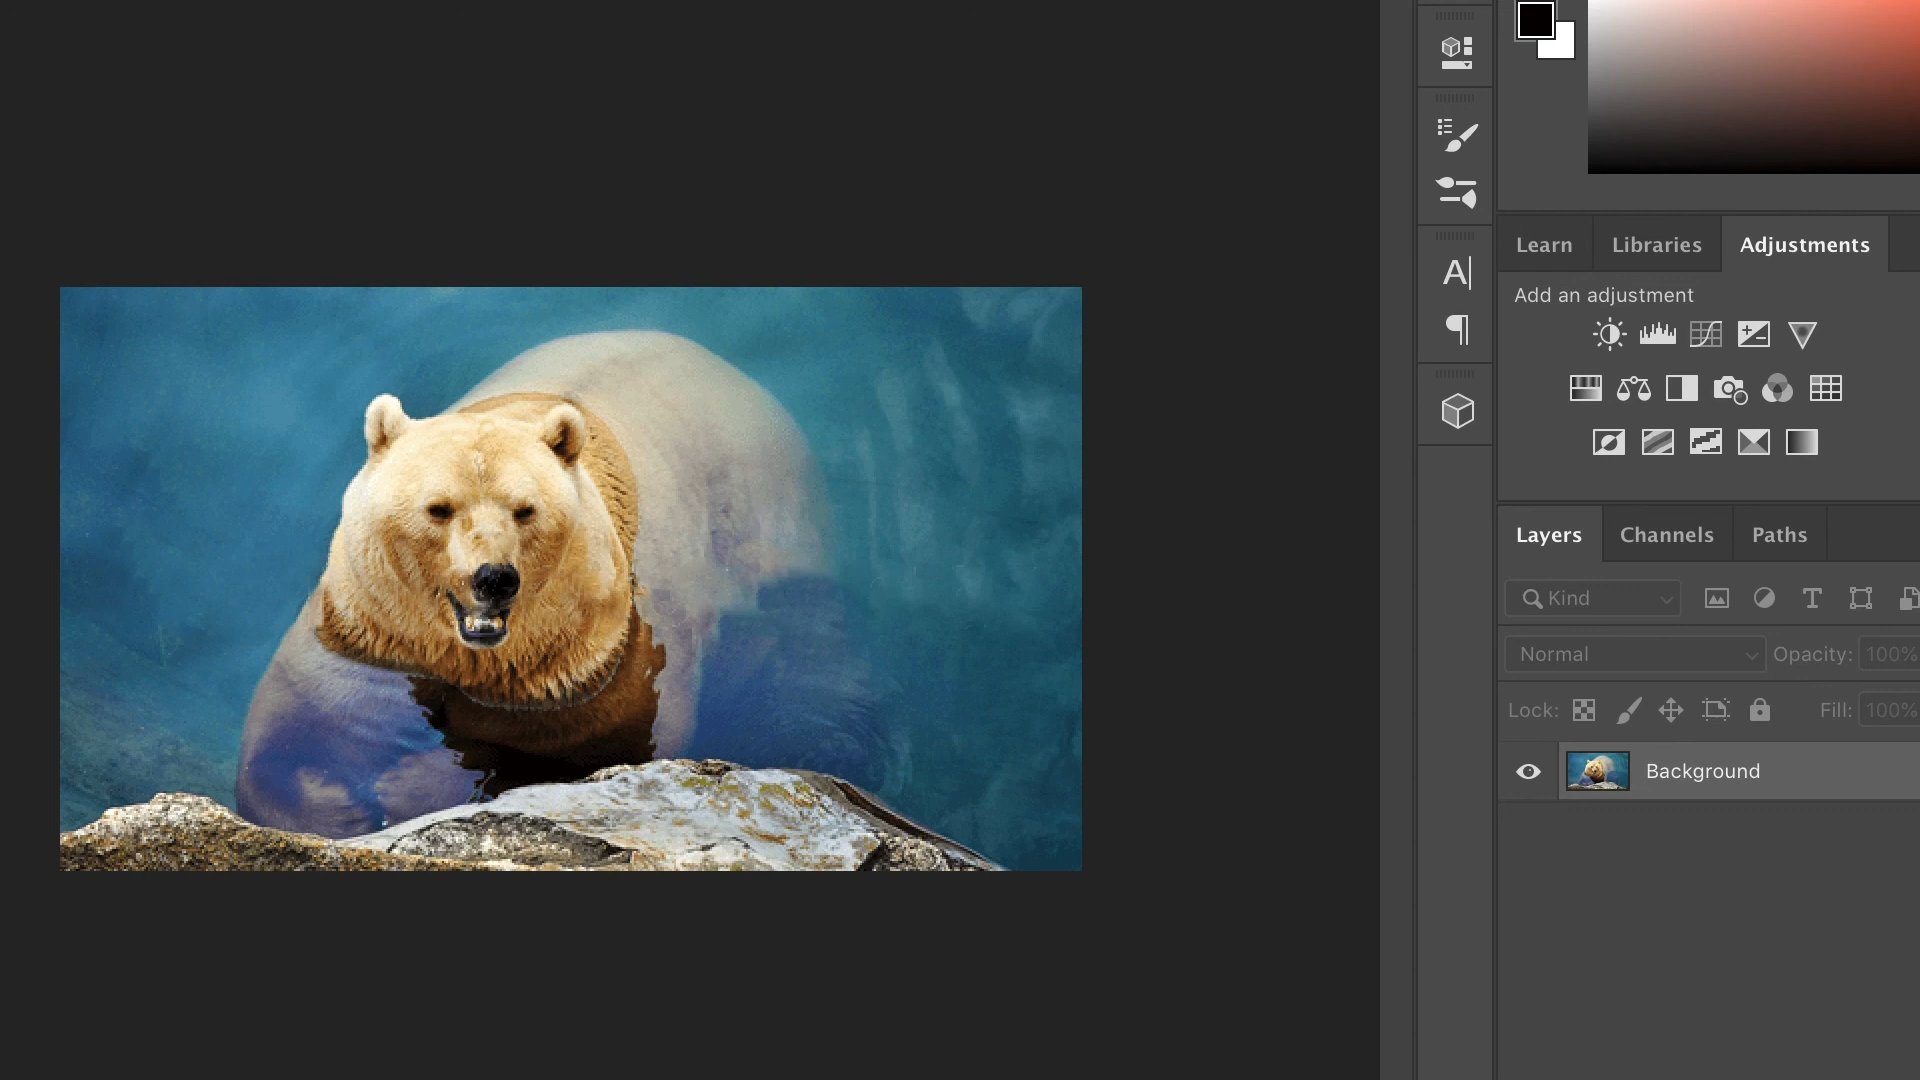 Learn Libraries Adjustments
Add an adjustment
Layers Channels Paths
Kind
Normal Opacity: 100%
Lock: Fill: 100%
Background